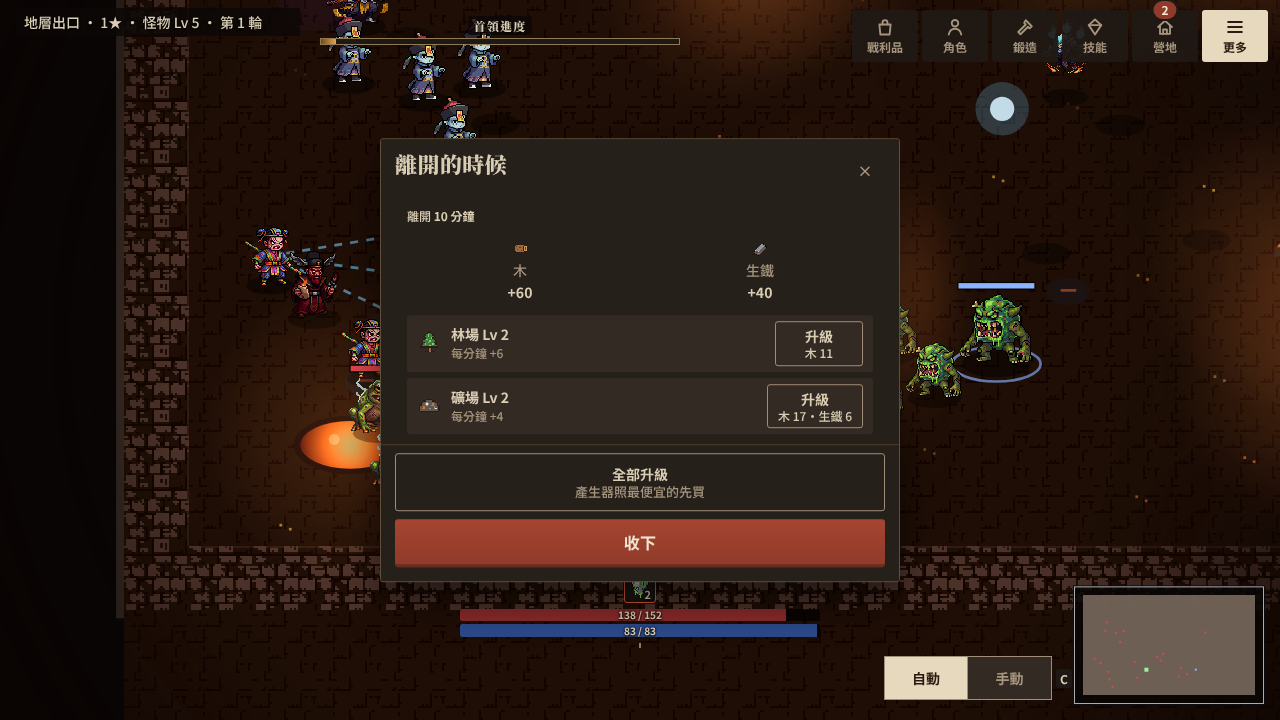 地層出口 · 1★ · 怪物 Lv 5 · 第 1 輪
首領進度
戰利品
角色
鍛造
技能
2
營地
更多
離開的時候
×
離開 10 分鐘
木
+60
生鐵
+40
林場 Lv 2
每分鐘 +6
升級
木 11
礦場 Lv 2
每分鐘 +4
升級
木 17 · 生鐵 6
全部升級
產生器照最便宜的先買
收下
2
138 / 152
83 / 83
自動
手動
C